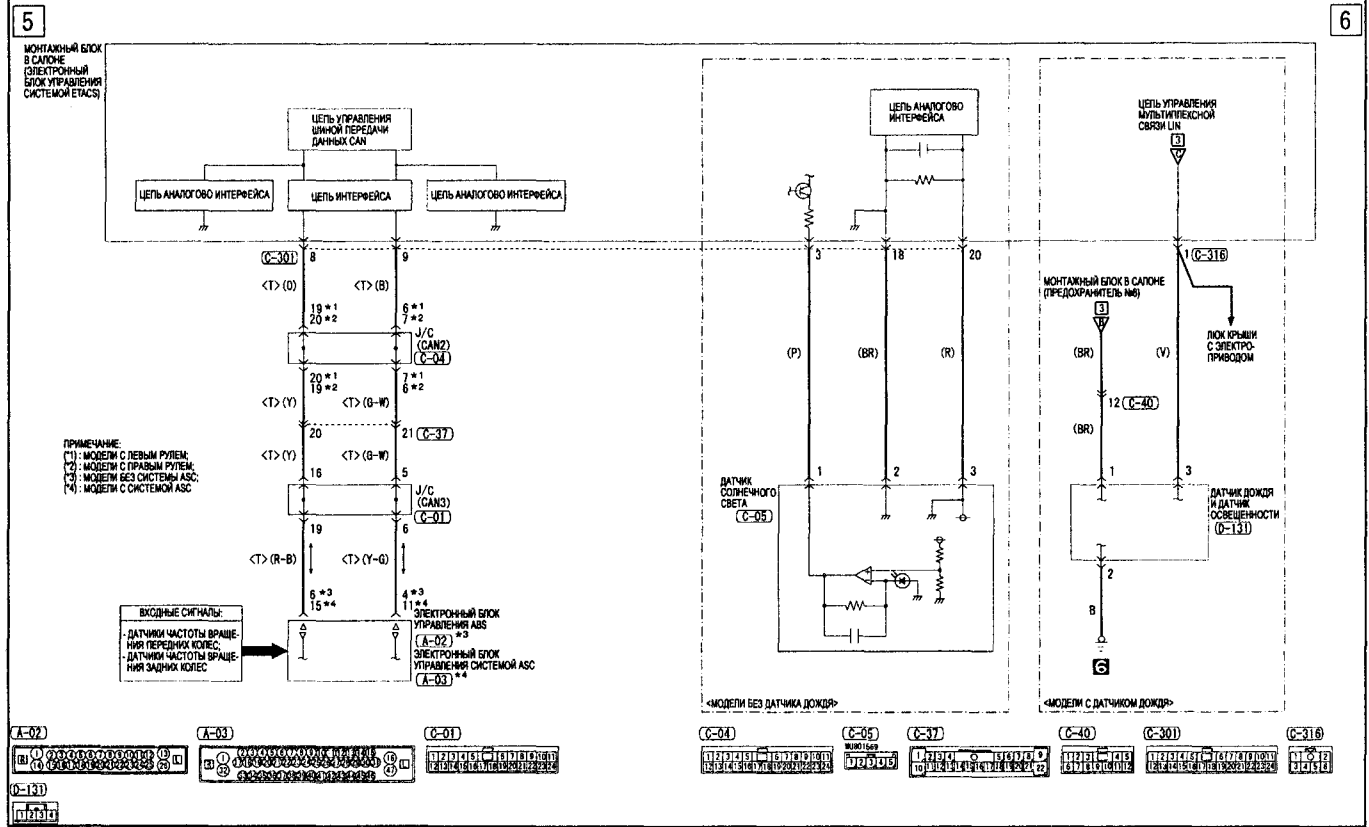 5
6
МОНТАЖНЫЙ БЛОК
В САЛОНЕ
(ЭЛЕКТРОННЫЙ
БЛОК УПРАВЛЕНИЯ
СИСТЕМОЙ ETACS)
ЦЕПЬ УПРАВЛЕНИЯ
ШИНОЙ ПЕРЕДАЧИ
ДАННЫХ CAN
ЦЕПЬ АНАЛОГОВО ИНТЕРФЕЙСА
ЦЕПЬ ИНТЕРФЕЙСА
ЦЕПЬ АНАЛОГОВО ИНТЕРФЕЙСА
ЦЕПЬ АНАЛОГОВО
ИНТЕРФЕЙСА
ЦЕПЬ УПРАВЛЕНИЯ
МУЛЬТИПЛЕКСНОЙ
СВЯЗИ LIN
3
C
C-301
8
9
3
18
20
1
C-316
<T>(O)
<T>(B)
19*1
20*2
6*1
7*2
J/C
(CAN2)
C-04
20*1
19*2
7*1
6*2
<T>(Y)
<T>(G-W)
20
21
C-37
<T>(Y)
<T>(G-W)
16
5
J/C
(CAN3)
C-01
19
6
<T>(R-B)
<T>(Y-G)
6*3
15*4
4*3
11*4
ЭЛЕКТРОННЫЙ БЛОК
УПРАВЛЕНИЯ ABS
A-02 *3
ЭЛЕКТРОННЫЙ БЛОК
УПРАВЛЕНИЯ СИСТЕМОЙ ASC
A-03 *4
ПРИМЕЧАНИЕ:
(*1) : МОДЕЛИ С ЛЕВЫМ РУЛЕМ;
(*2) : МОДЕЛИ С ПРАВЫМ РУЛЕМ;
(*3) : МОДЕЛИ БЕЗ СИСТЕМЫ ASC;
(*4) : МОДЕЛИ С СИСТЕМОЙ ASC
ВХОДНЫЕ СИГНАЛЫ:
- ДАТЧИКИ ЧАСТОТЫ ВРАЩЕ-
НИЯ ПЕРЕДНИХ КОЛЕС;
- ДАТЧИКИ ЧАСТОТЫ ВРАЩЕ-
НИЯ ЗАДНИХ КОЛЕС
(P)
(BR)
(R)
1
2
3
ДАТЧИК
СОЛНЕЧНОГО
СВЕТА
C-05
<МОДЕЛИ БЕЗ ДАТЧИКА ДОЖДЯ>
МОНТАЖНЫЙ БЛОК В САЛОНЕ
(ПРЕДОХРАНИТЕЛЬ №6)
3
B
ЛЮК КРЫШИ
С ЭЛЕКТРО-
ПРИВОДОМ
(BR)
(V)
12
C-40
(BR)
1
3
ДАТЧИК ДОЖДЯ
И ДАТЧИК
ОСВЕЩЕННОСТИ
D-131
2
B
6
<МОДЕЛИ С ДАТЧИКОМ ДОЖДЯ>
A-02
A-03
C-01
C-04
C-05
MU801569
C-37
C-40
C-301
C-316
D-131